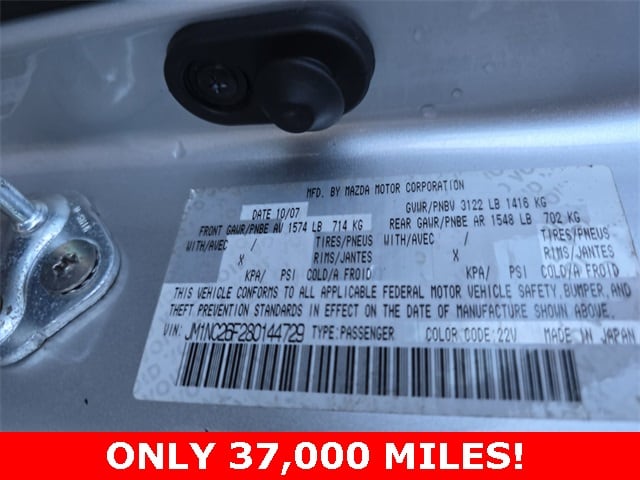 MFD. BY MAZDA MOTOR CORPORATION
DATE 10/07 GVWR/PNBV 3122 LB 1416 KG
FRONT GAWR/PNBE AV 1574 LB 714 KG REAR GAWR/PNBE AR 1548 LB 702 KG
WITH/AVEC / TIRES/PNEUS WITH/AVEC / TIRES/PNEUS
X RIMS/JANTES X RIMS/JANTES
KPA/ PSI COLD/A FROID KPA/ PSI COLD/A FROID
THIS VEHICLE CONFORMS TO ALL APPLICABLE FEDERAL MOTOR VEHICLE SAFETY, BUMPER, AND
THEFT PREVENTION STANDARDS IN EFFECT ON THE DATE OF MANUFACTURE SHOWN ABOVE.
VIN: JM1NC26F280144729 TYPE: PASSENGER COLOR CODE: 22V MADE IN JAPAN
ONLY 37,000 MILES!